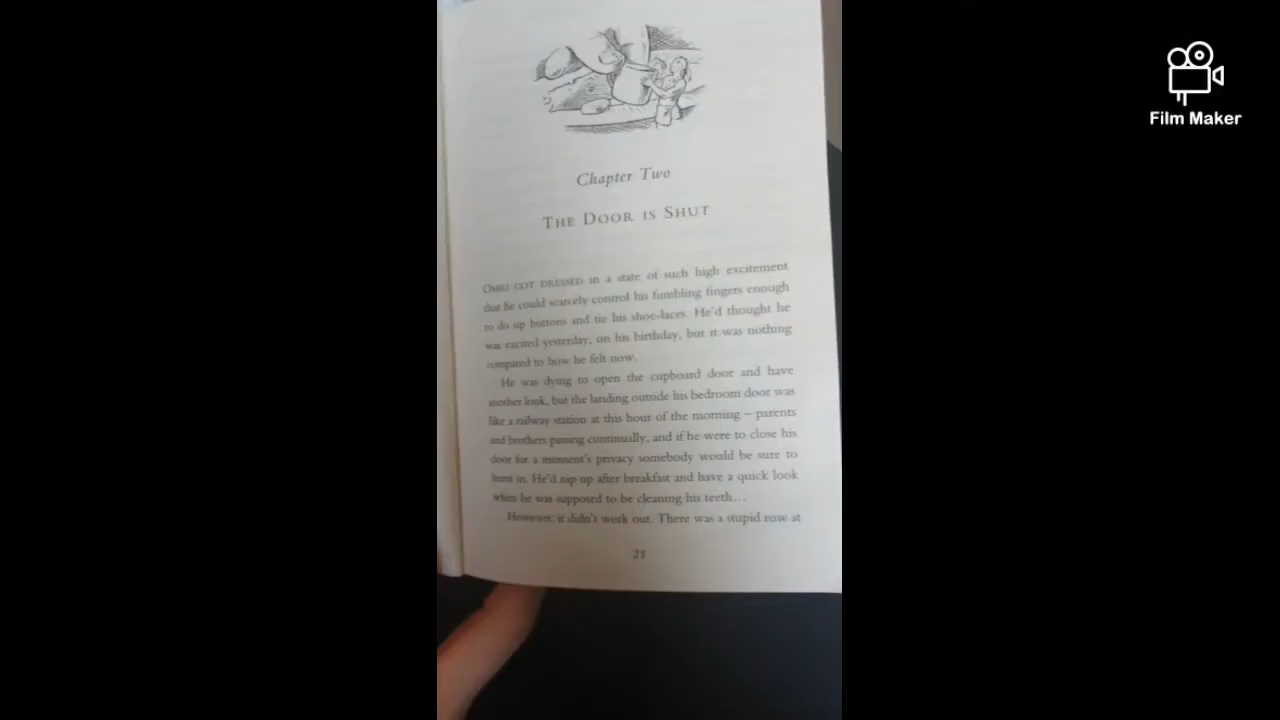 Film Maker
Chapter Two
THE DOOR IS SHUT
OMRI GOT DRESSED in a state of such high excitement
that he could scarcely control his fumbling fingers enough
to do up buttons and tie his shoe-laces. He'd thought he
was excited yesterday, on his birthday, but it was nothing
compared to how he felt now.
He was dying to open the cupboard door and have
another look, but the landing outside his bedroom door was
like a railway station at this hour of the morning – parents
and brothers passing continually, and if he were to close his
door for a moment's privacy somebody would be sure to
burst in. He'd nip up after breakfast and have a quick look
when he was supposed to be cleaning his teeth...
However, it didn't work out. There was a stupid row at
21